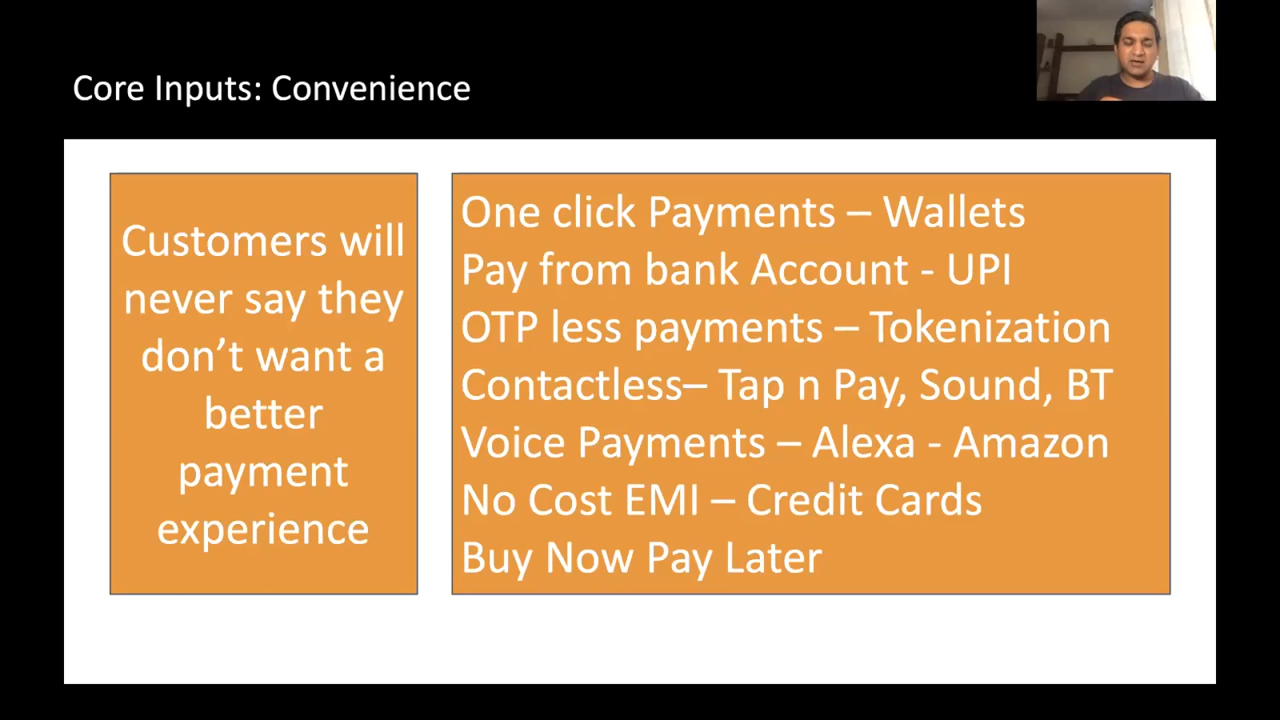 Core Inputs: Convenience
Customers will
never say they
don’t want a
better
payment
experience
One click Payments – Wallets
Pay from bank Account - UPI
OTP less payments – Tokenization
Contactless– Tap n Pay, Sound, BT
Voice Payments – Alexa - Amazon
No Cost EMI – Credit Cards
Buy Now Pay Later